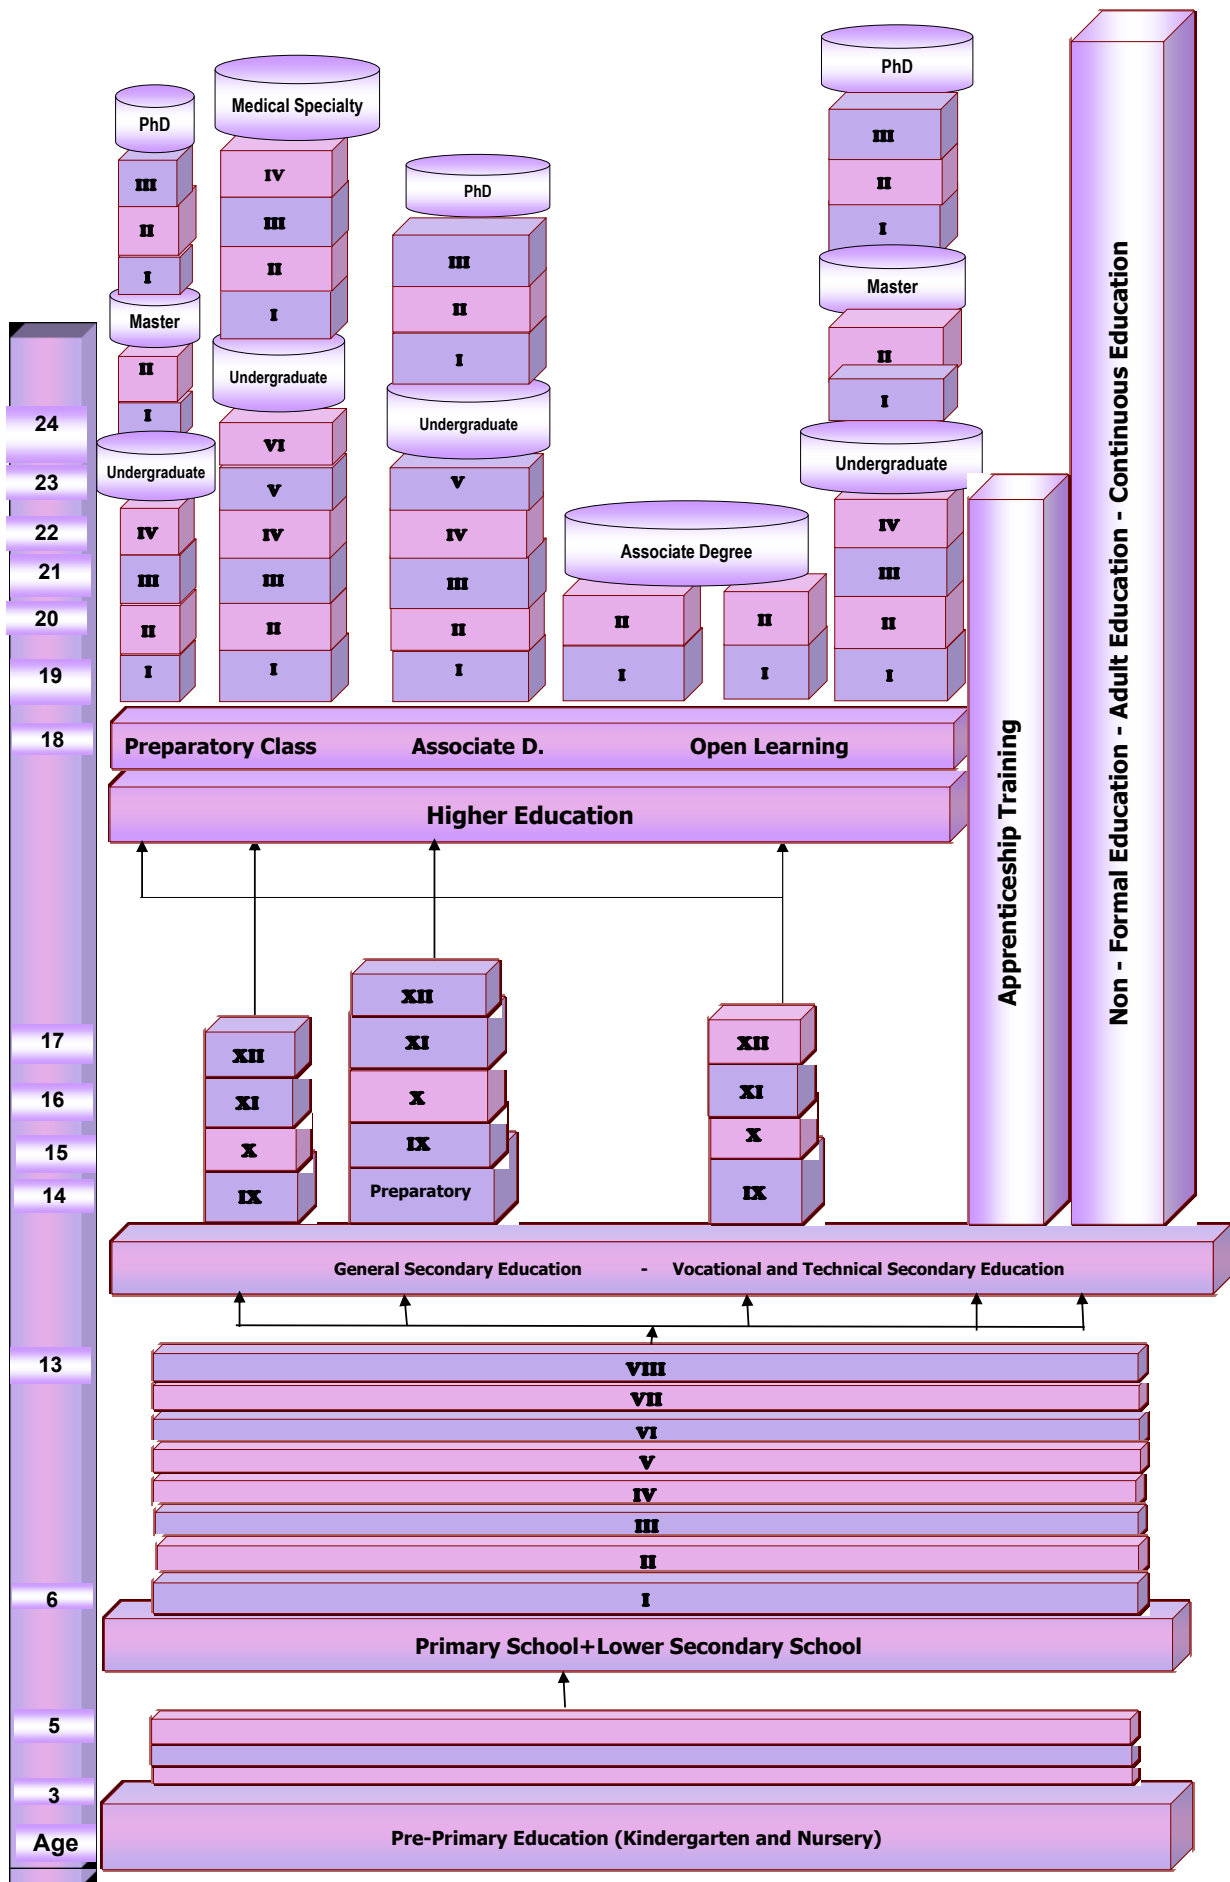 PhD
Medical Specialty
PhD
IV
III
III
III
PhD
II
II
II
III
I
I
I
II
Master
Master
I
II
Undergraduate
II
I
I
24
Undergraduate
VI
Undergraduate
Undergraduate
23
V
V
22
IV
IV
IV
IV
Associate Degree
21
III
III
III
III
20
II
II
II
II
II
II
19
I
I
I
I
I
I
18
Preparatory Class
Associate D.
Open Learning
Higher Education
Apprenticeship Training
Non - Formal Education - Adult Education - Continuous Education
XII
17
XII
XI
XII
16
XI
X
XI
15
X
IX
X
14
IX
Preparatory
IX
General Secondary Education - Vocational and Technical Secondary Education
13
VIII
VII
VI
V
IV
III
II
6
I
Primary School+Lower Secondary School
5
3
Age
Pre-Primary Education (Kindergarten and Nursery)